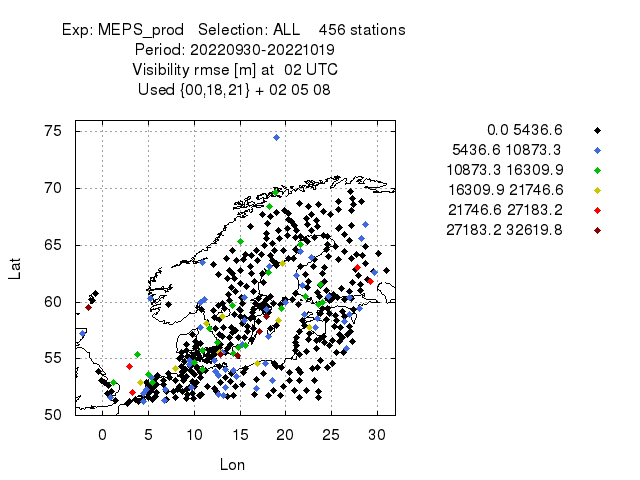 Exp: MEPS_prod   Selection: ALL    456 stations
Period: 20220930-20221019
Visibility rmse [m] at  02 UTC
Used {00,18,21} + 02 05 08
0.0 5436.6
5436.6 10873.3
10873.3 16309.9
16309.9 21746.6
21746.6 27183.2
27183.2 32619.8
75
70
65
60
55
50
Lat
0 5 10 15 20 25 30
Lon